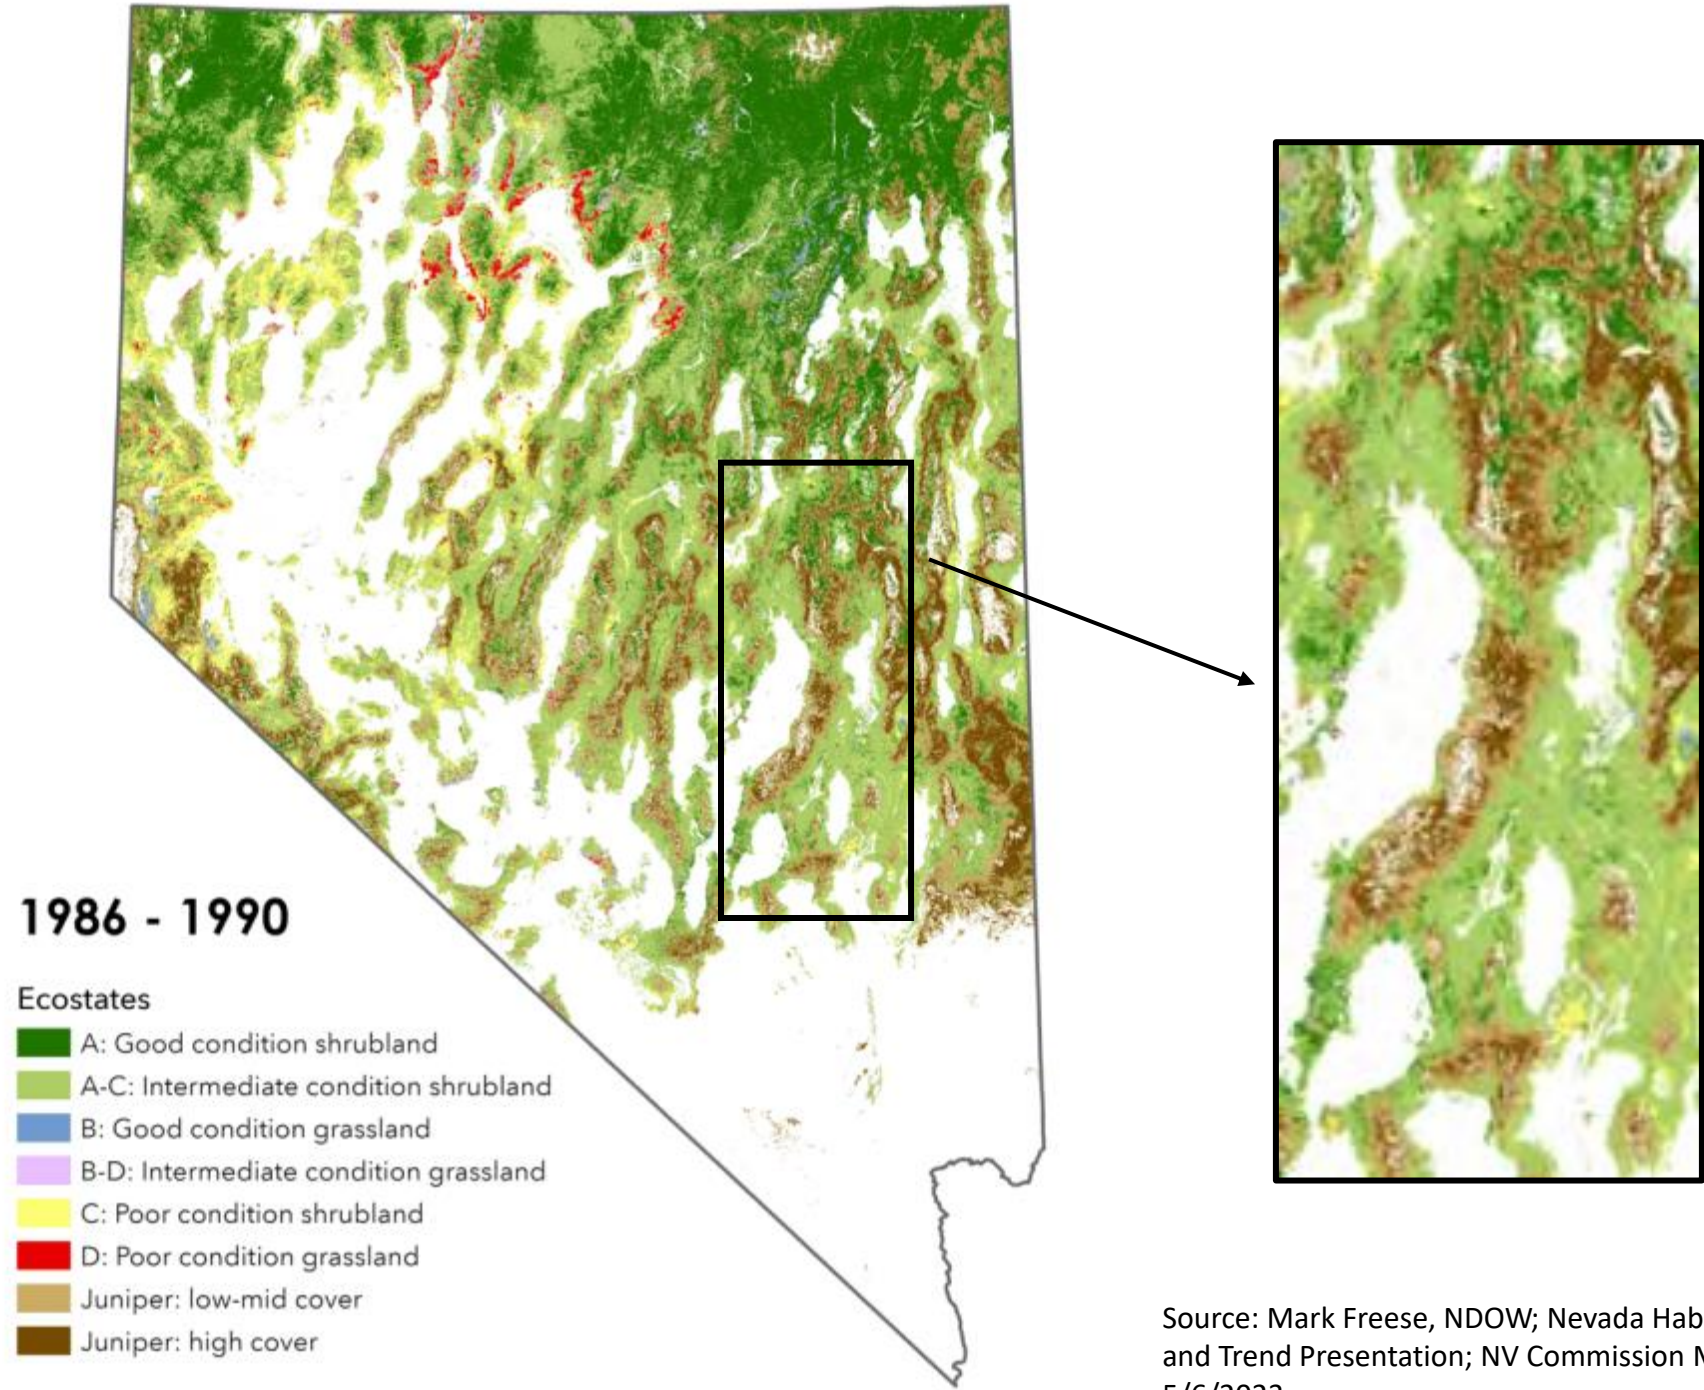 1986 - 1990
Ecostates
A: Good condition shrubland
A-C: Intermediate condition shrubland
B: Good condition grassland
B-D: Intermediate condition grassland
C: Poor condition shrubland
D: Poor condition grassland
Juniper: low-mid cover
Juniper: high cover
Source: Mark Freese, NDOW; Nevada Hab
and Trend Presentation; NV Commission